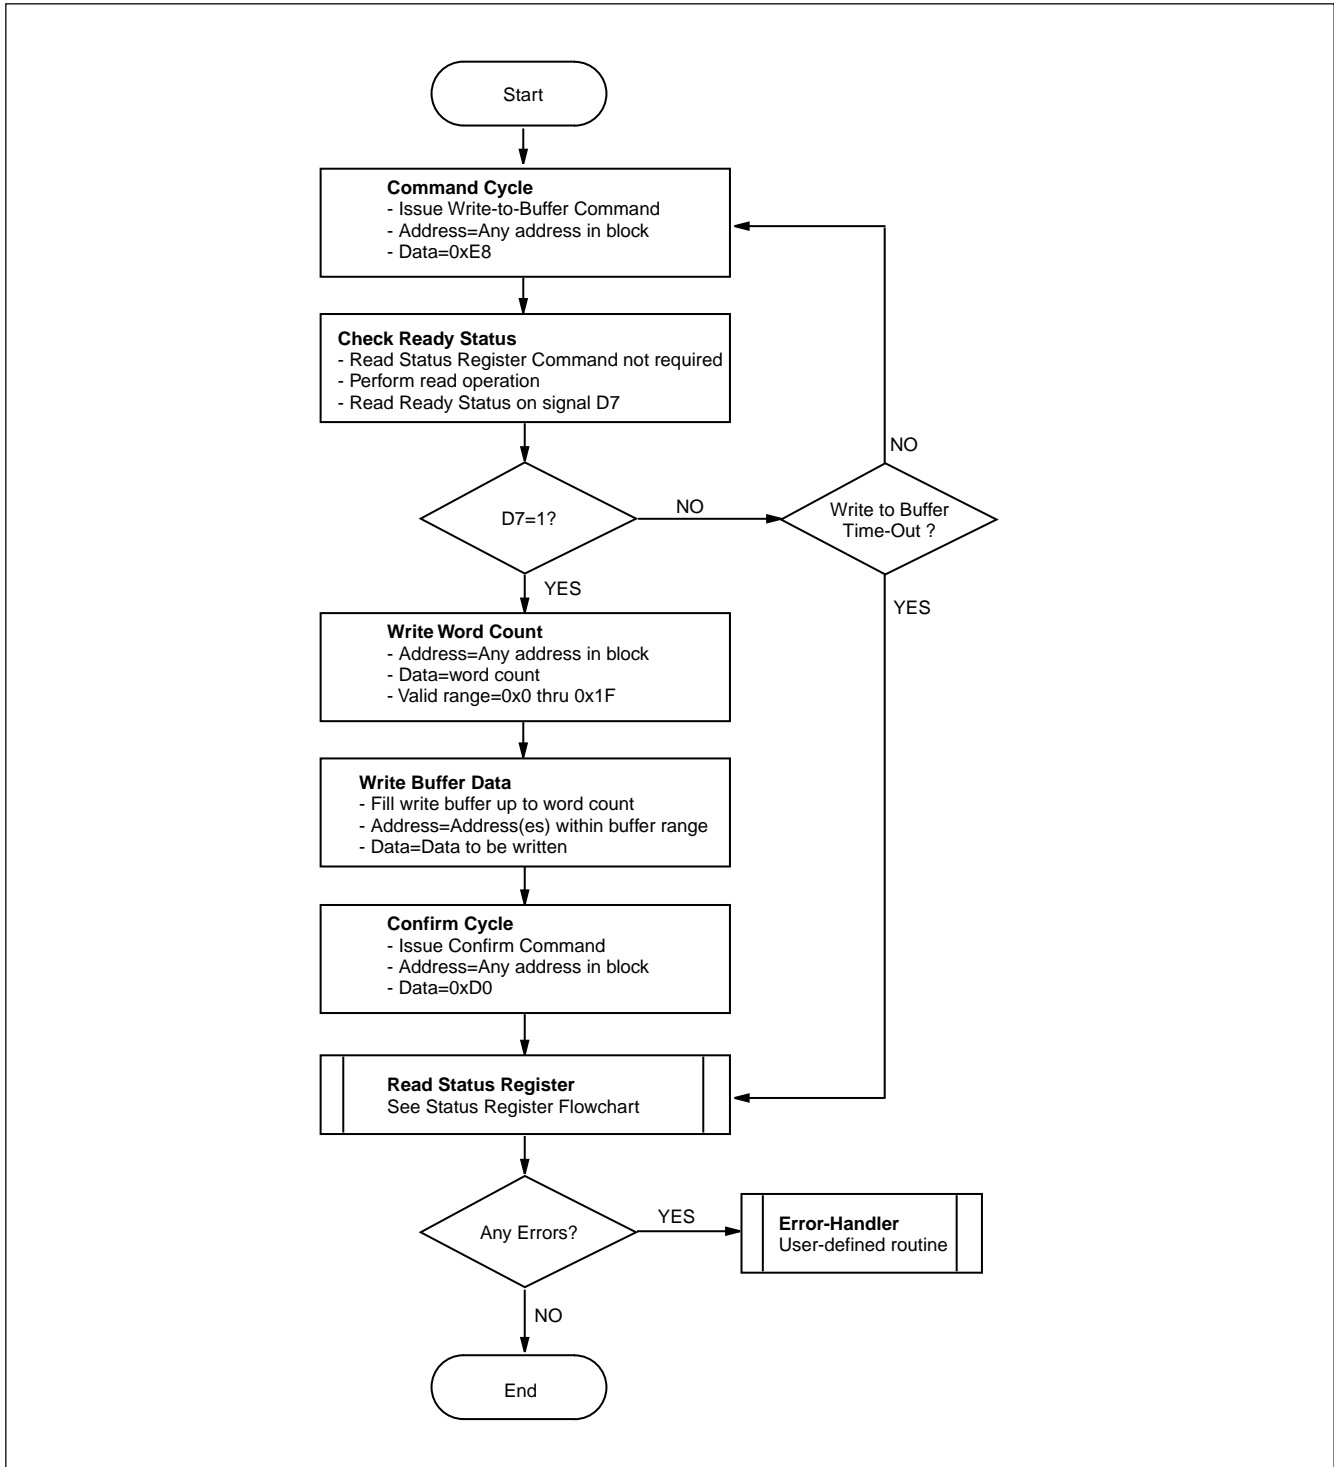 Start
Command Cycle
- Issue Write-to-Buffer Command
- Address=Any address in block
- Data=0xE8
Check Ready Status
- Read Status Register Command not required
- Perform read operation
- Read Ready Status on signal D7
NO
D7=1?
NO
Write to Buffer
Time-Out ?
YES
YES
Write Word Count
- Address=Any address in block
- Data=word count
- Valid range=0x0 thru 0x1F
Write Buffer Data
- Fill write buffer up to word count
- Address=Address(es) within buffer range
- Data=Data to be written
Confirm Cycle
- Issue Confirm Command
- Address=Any address in block
- Data=0xD0
Read Status Register
See Status Register Flowchart
Any Errors?
YES
Error-Handler
User-defined routine
NO
End